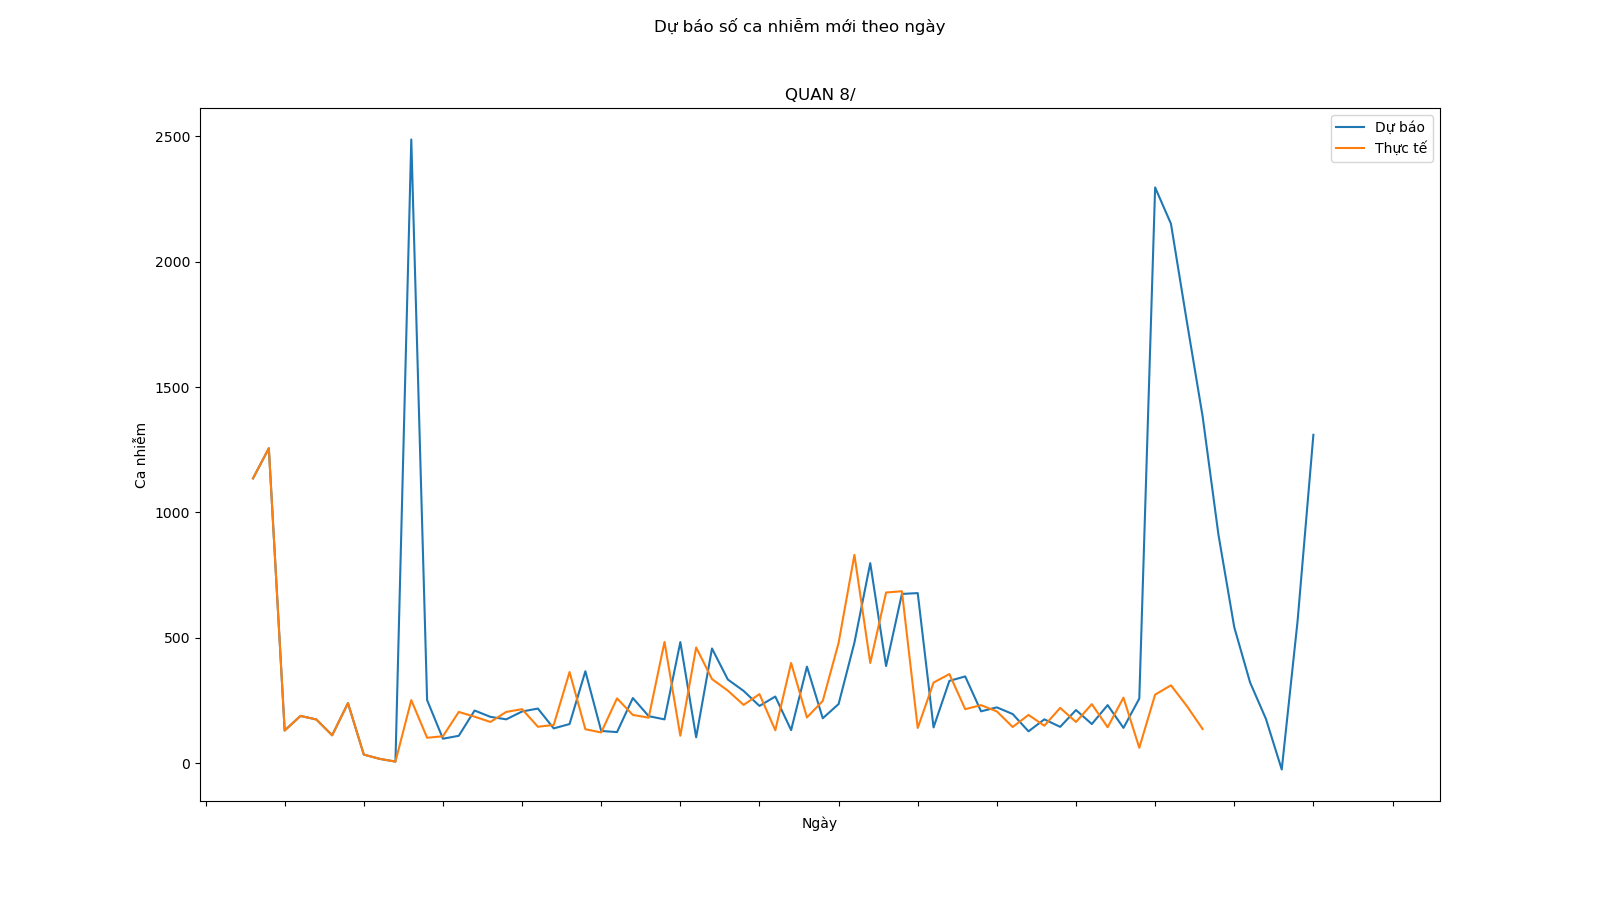 Dự báo số ca nhiễm mới theo ngày
QUAN 8/
Dự báo
Thực tế
2500
2000
1500
1000
500
0
Ca nhiễm
Ngày